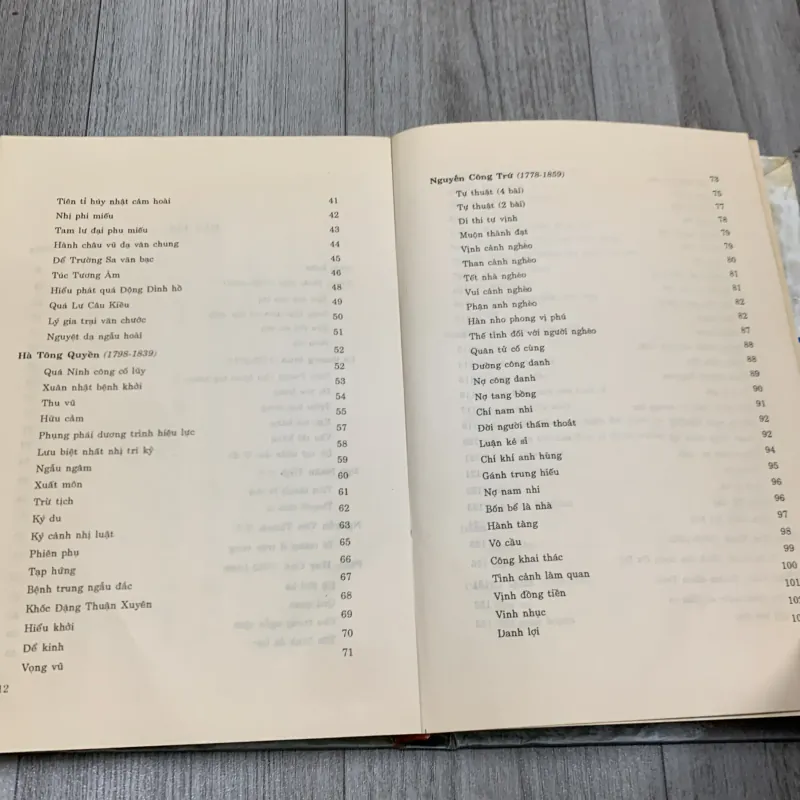 Tiên tỉ húy nhật cảm hoài 41
Nhị phi miếu 42
Tam lư đại phu miếu 43
Hành châu vũ dạ văn chung 44
Để Trường Sa vãn bạc 45
Túc Tương Âm 46
Hiểu phát quá Động Đình hồ 48
Quá Lư Câu Kiều 49
Lý gia trại vãn chước 50
Nguyệt dạ ngẫu hoài 51
Hà Tông Quyền (1798-1839) 52
Quá Ninh công cố lũy 52
Xuân nhật bệnh khởi 53
Thu vũ 54
Hữu cảm 55
Phụng phái dương trình hiệu lực 57
Lưu biệt nhất nhị tri kỷ 58
Ngẫu ngâm 59
Xuất môn 60
Trừ tịch 61
Kỷ du 62
Ký cảnh nhị luật 63
Phiên phụ 65
Tạp hứng 66
Bệnh trung ngẫu đắc 67
Khốc Đặng Thuận Xuyên 68
Hiểu khởi 69
Để kinh 70
Vọng vũ 71
12
Nguyễn Công Trứ (1778-1859) 73
Tự thuật (4 bài) 75
Tự thuật (2 bài) 77
Đi thi tự vịnh 78
Muộn thành đạt 79
Vịnh cảnh nghèo 79
Than cảnh nghèo 80
Tết nhà nghèo 81
Vui cảnh nghèo 81
Phận anh nghèo 82
Hàn nho phong vị phú 82
Thế tình đối với người nghèo 87
Quân tử cố cùng 88
Đường công danh 88
Nợ công danh 89
Nợ tang bồng 90
Chí nam nhi 91
Đời người thấm thoắt 92
Luận kẻ sĩ 92
Chí khí anh hùng 94
Gánh trung hiếu 95
Nợ nam nhi 96
Bốn bể là nhà 96
Hành tàng 97
Vô cầu 98
Công khai thác 99
Tình cảnh làm quan 100
Vịnh đồng tiền 101
Vinh nhục
Danh lợi